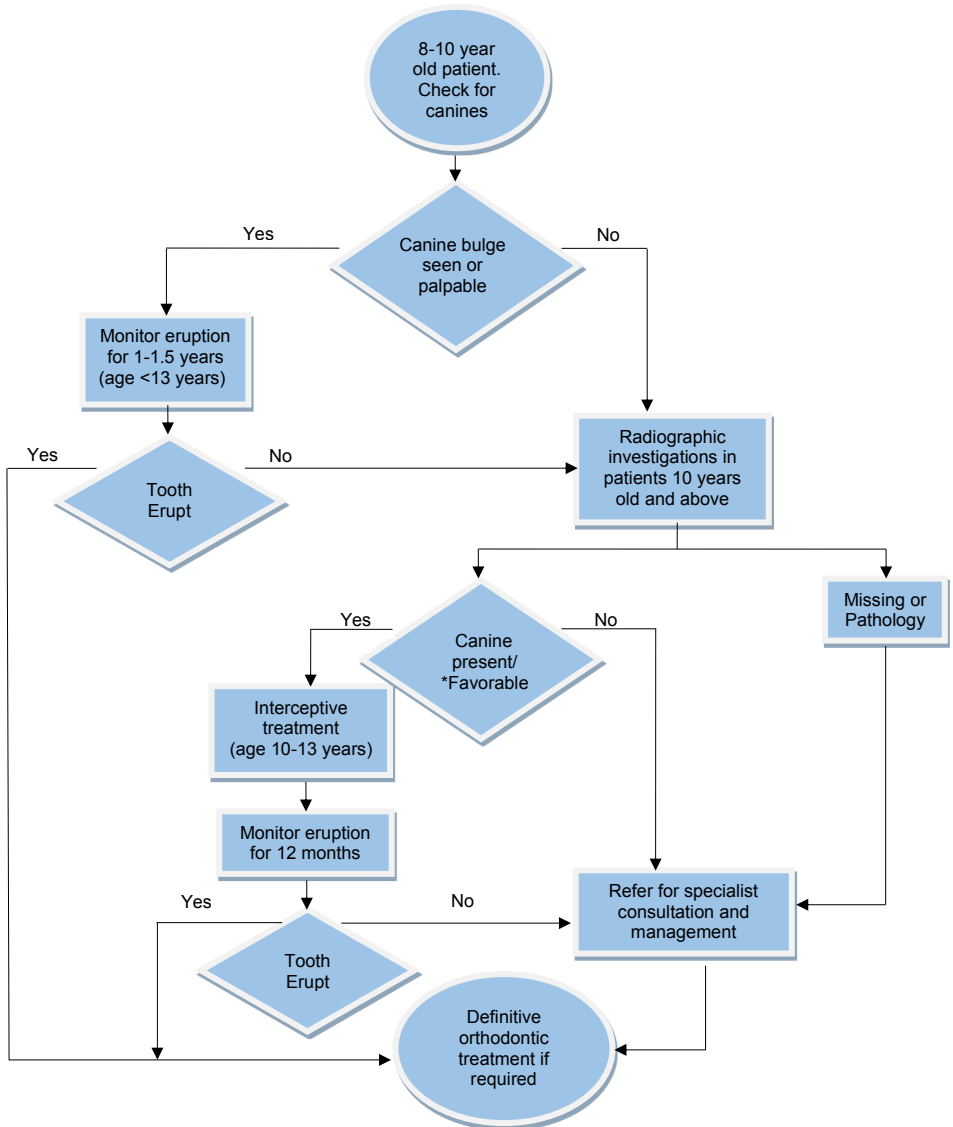 8-10 year
old patient.
Check for
canines
Yes
No
Canine bulge
seen or
palpable
Monitor eruption
for 1-1.5 years
(age <13 years)
Yes
No
Tooth
Erupt
Radiographic
investigations in
patients 10 years
old and above
Missing or
Pathology
Yes
No
Canine
present/
*Favorable
Interceptive
treatment
(age 10-13 years)
Monitor eruption
for 12 months
Refer for specialist
consultation and
management
Yes
No
Tooth
Erupt
Definitive
orthodontic
treatment if
required